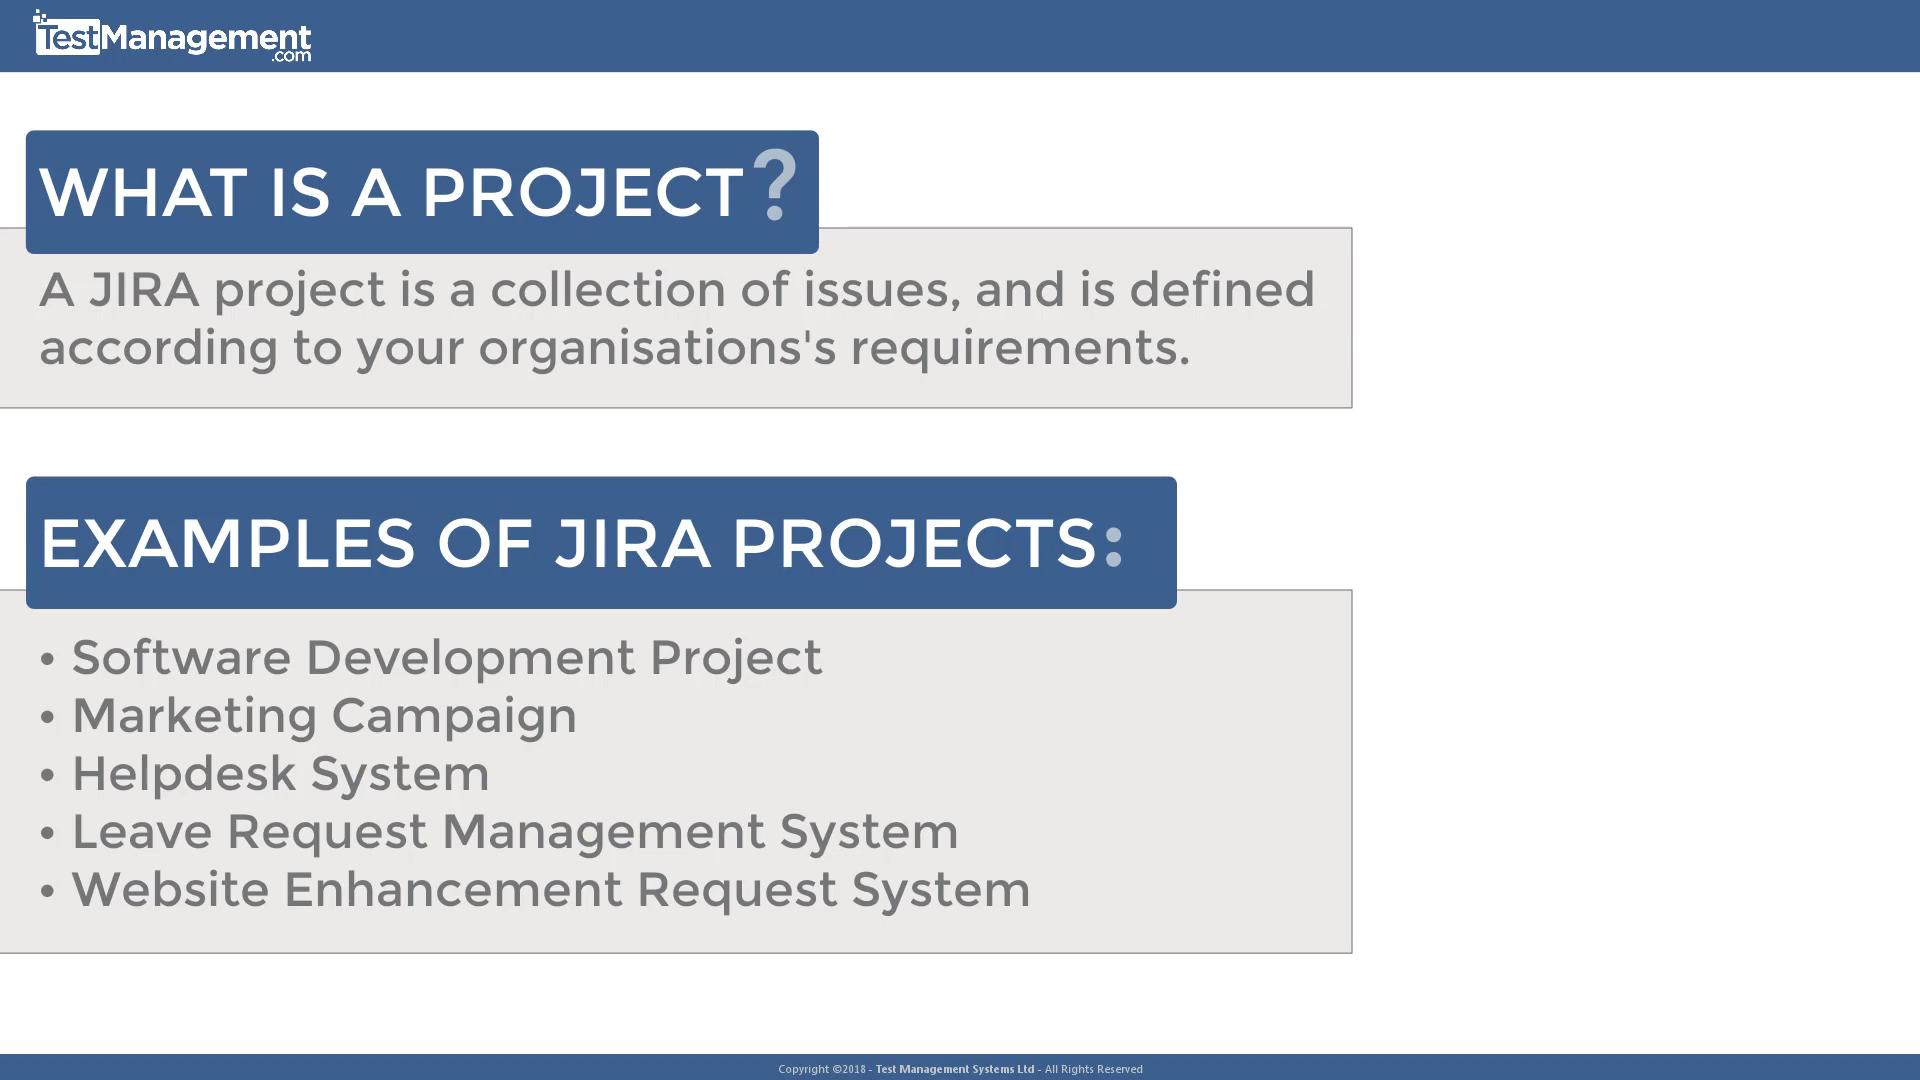 TestManagement
.com
WHAT IS A PROJECT?
A JIRA project is a collection of issues, and is defined
according to your organisations's requirements.
EXAMPLES OF JIRA PROJECTS:
• Software Development Project
• Marketing Campaign
• Helpdesk System
• Leave Request Management System
• Website Enhancement Request System
Copyright ©2018 - Test Management Systems Ltd - All Rights Reserved